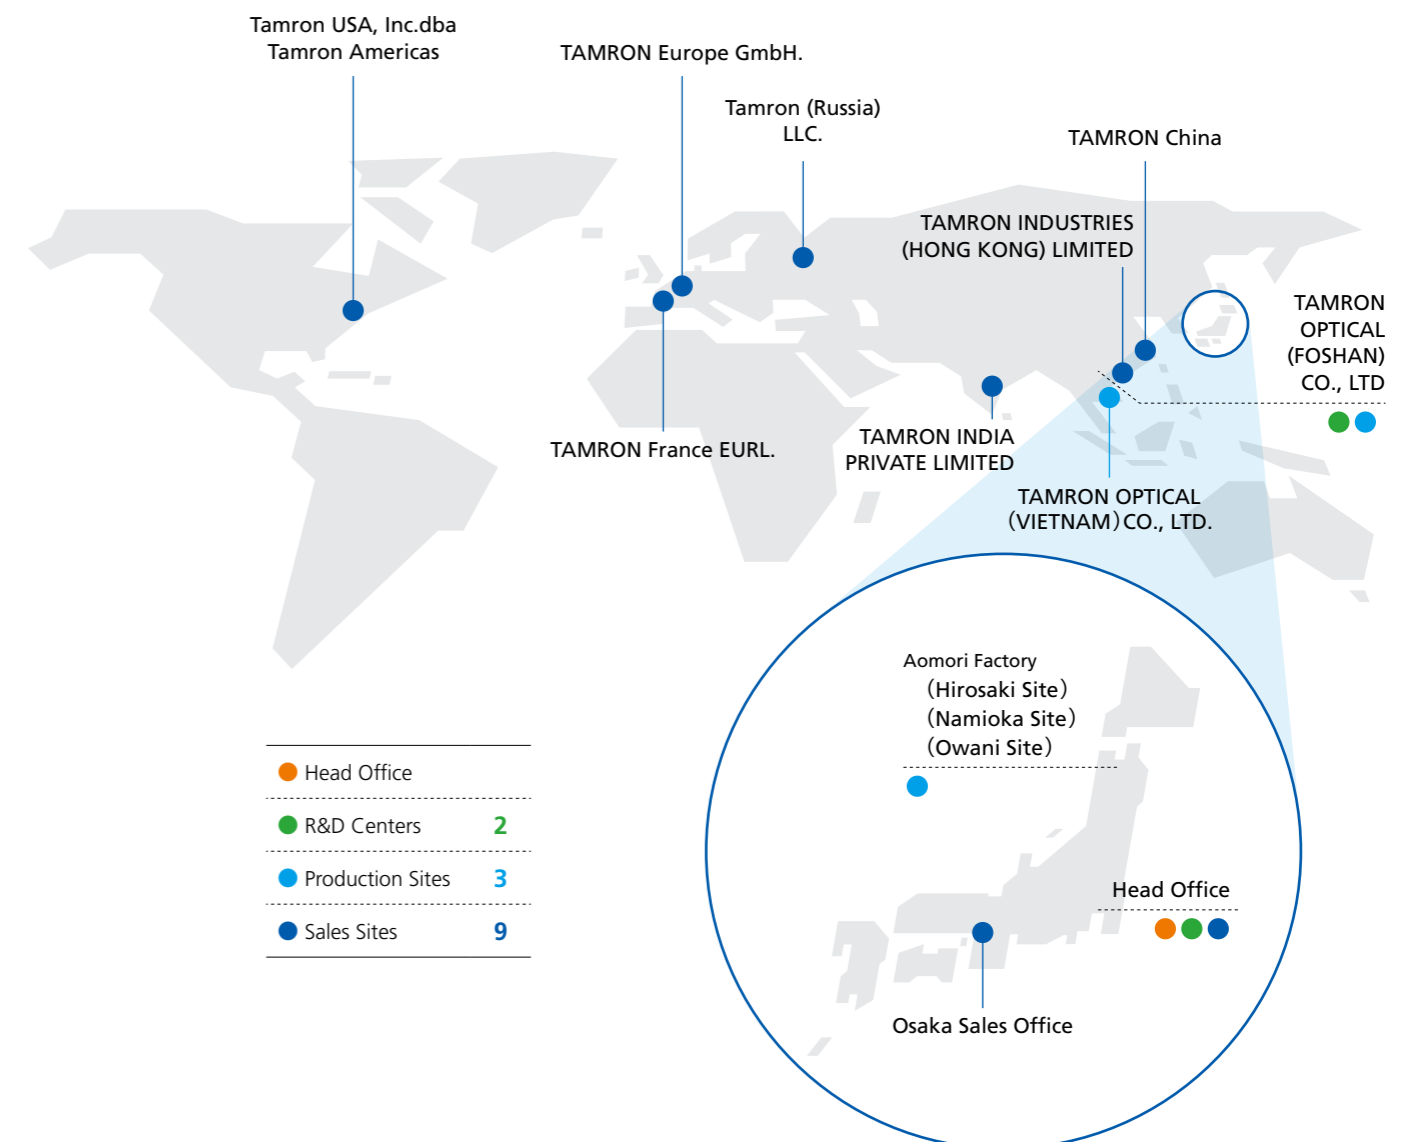 Tamron USA, Inc.dba
Tamron Americas
TAMRON Europe GmbH.
Tamron (Russia)
LLC.
TAMRON China
TAMRON INDUSTRIES
(HONG KONG) LIMITED
TAMRON
OPTICAL
(FOSHAN)
CO., LTD
TAMRON France EURL.
TAMRON INDIA
PRIVATE LIMITED
TAMRON OPTICAL
（VIETNAM）CO., LTD.
Aomori Factory
（Hirosaki Site）
（Namioka Site）
（Owani Site）
Head Office
Osaka Sales Office
Head Office
R&D Centers 2
Production Sites 3
Sales Sites 9